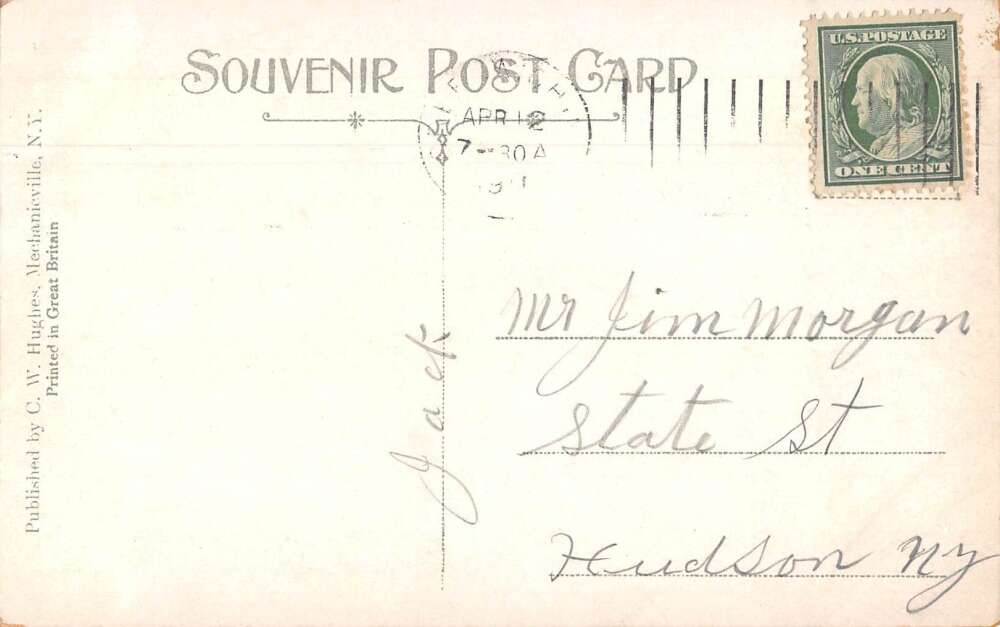 SOUVENIR POST CARD
U.S. POSTAGE
ONE CENT
APR 12
7-30 A
Published by C. W. Hughes, Mechanicville, N.Y.
Printed in Great Britain
Jack
Mr Jim Morgan
State St
Hudson Ny